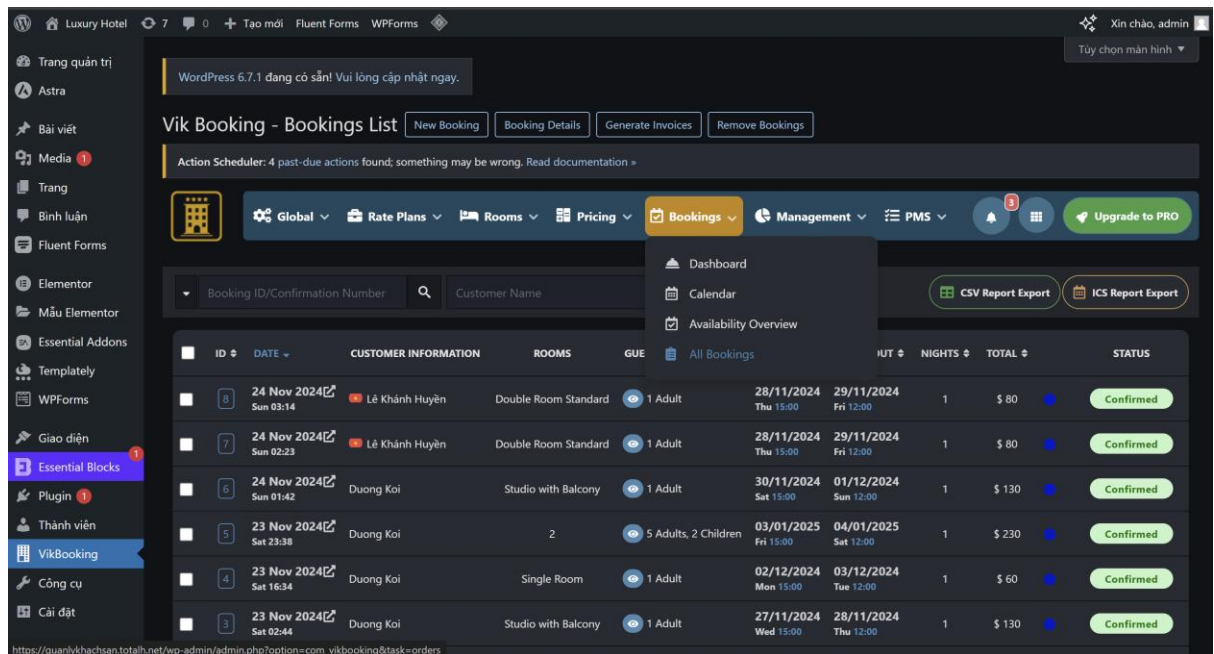 Luxury Hotel 7 0 + Tạo mới Fluent Forms WPForms Xin chào, admin
Tùy chọn màn hình ▼
Trang quản trị
Astra
Bài viết
Media 1
Trang
Bình luận
Fluent Forms
Elementor
Mẫu Elementor
Essential Addons
Templately
WPForms
Giao diện
Essential Blocks 1
Plugin 1
Thành viên
VikBooking
Công cụ
Cài đặt
WordPress 6.7.1 đang có sẵn! Vui lòng cập nhật ngay.
Vik Booking - Bookings List New Booking Booking Details Generate Invoices Remove Bookings
Action Scheduler: 4 past-due actions found; something may be wrong. Read documentation »
Global Rate Plans Rooms Pricing Bookings Management PMS 3 Upgrade to PRO
Dashboard
Calendar
Availability Overview
All Bookings
Booking ID/Confirmation Number Customer Name CSV Report Export ICS Report Export
ID DATE CUSTOMER INFORMATION ROOMS NIGHTS TOTAL STATUS
8 24 Nov 2024 Lê Khánh Huyền Double Room Standard 1 Adult 28/11/2024 29/11/2024 1 $ 80 Confirmed
Sun 03:14 Thu 15:00 Fri 12:00
7 24 Nov 2024 Lê Khánh Huyền Double Room Standard 1 Adult 28/11/2024 29/11/2024 1 $ 80 Confirmed
Sun 02:23 Thu 15:00 Fri 12:00
6 24 Nov 2024 Duong Koi Studio with Balcony 1 Adult 30/11/2024 01/12/2024 1 $ 130 Confirmed
Sun 01:42 Sat 15:00 Sun 12:00
5 23 Nov 2024 Duong Koi 2 5 Adults, 2 Children 03/01/2025 04/01/2025 1 $ 230 Confirmed
Sat 23:38 Fri 15:00 Sat 12:00
4 23 Nov 2024 Duong Koi Single Room 1 Adult 02/12/2024 03/12/2024 1 $ 60 Confirmed
Sat 16:34 Mon 15:00 Tue 12:00
3 23 Nov 2024 Duong Koi Studio with Balcony 1 Adult 27/11/2024 28/11/2024 1 $ 130 Confirmed
Sat 02:44 Wed 15:00 Thu 12:00
https://quanlykhachsan.totalh.net/wp-admin/admin.php?option=com_vikbooking&task=orders